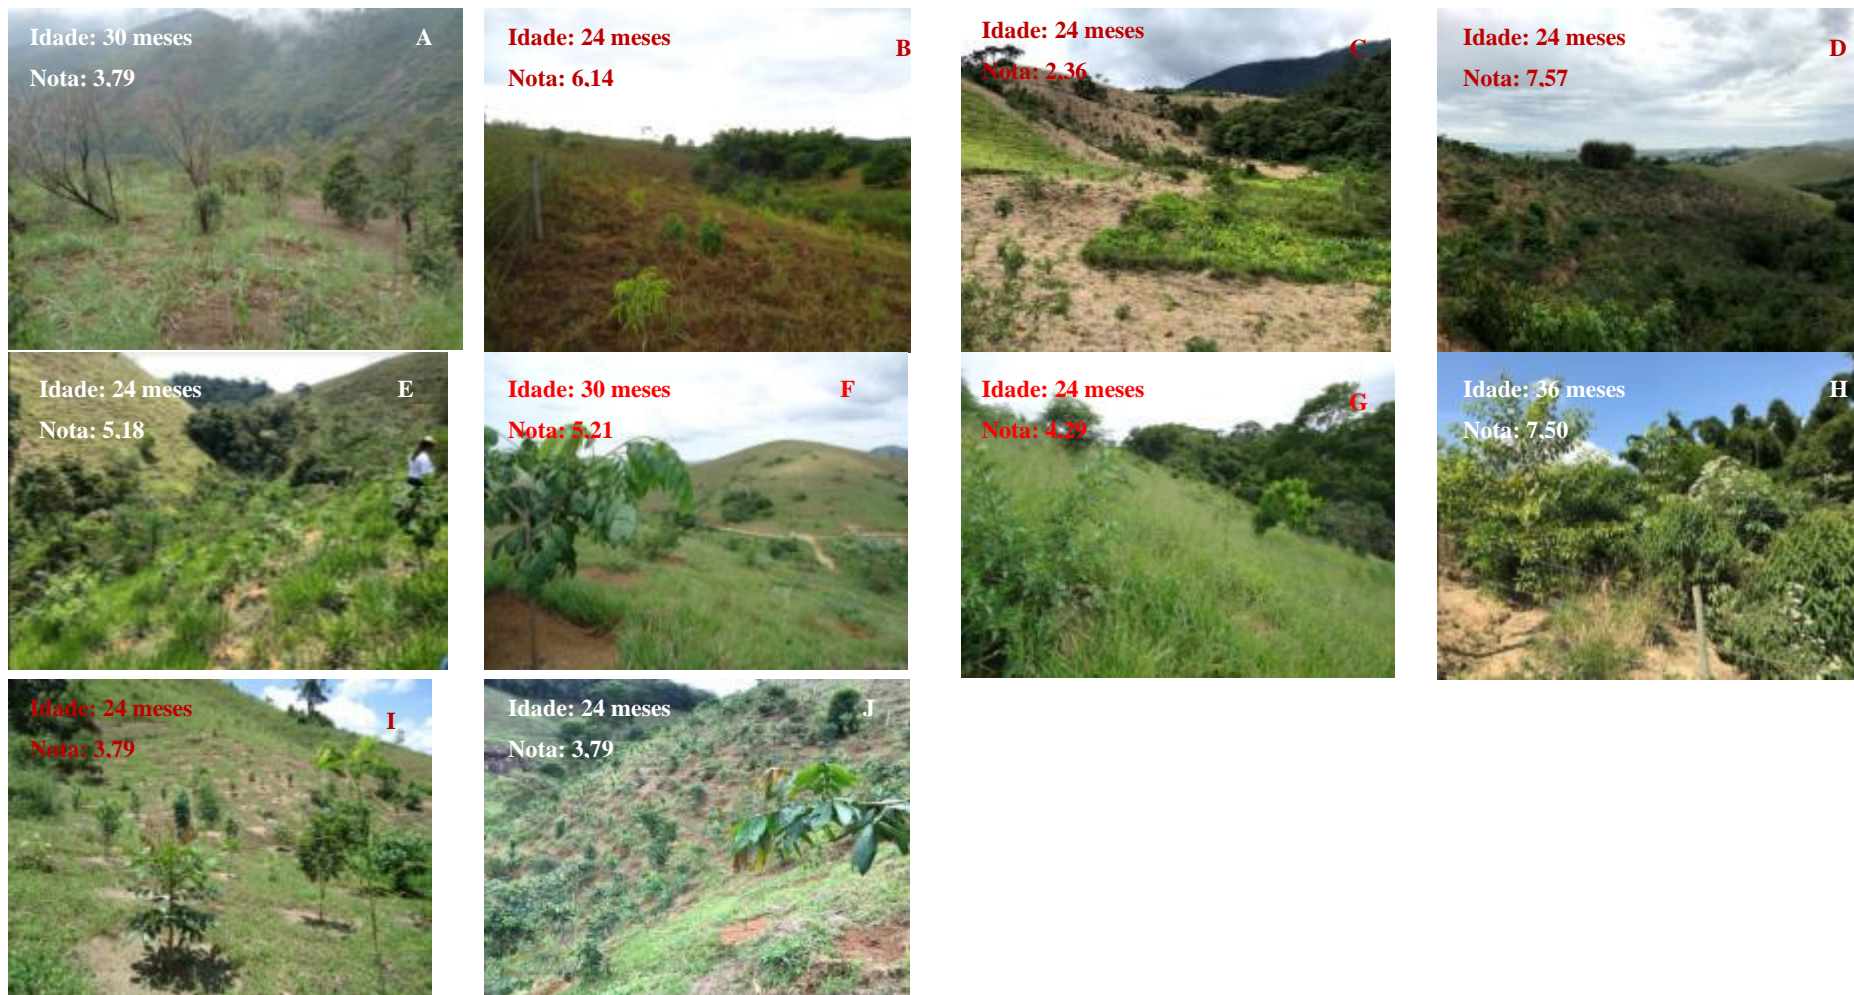 Idade: 30 meses
A
Nota: 3,79
Idade: 24 meses
B
Nota: 6,14
Idade: 24 meses
C
Nota: 2,36
Idade: 24 meses
D
Nota: 7,57
Idade: 24 meses
E
Nota: 5,18
Idade: 30 meses
F
Nota: 5,21
Idade: 24 meses
G
Nota: 4,29
Idade: 36 meses
H
Nota: 7,50
Idade: 24 meses
I
Nota: 3,79
Idade: 24 meses
J
Nota: 3,79